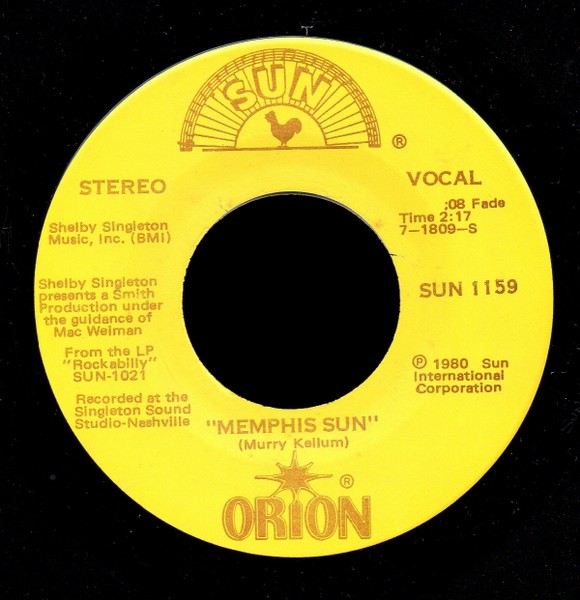 SUN
®
STEREO
VOCAL
:08 Fade
Time 2:17
7-1809-S
Shelby Singleton
Music, Inc. (BMI)
SUN 1159
Shelby Singleton
presents a Smith
Production under
the guidance of
Mac Weiman
From the LP
"Rockabilly"
SUN-1021
℗ 1980 Sun
International
Corporation
Recorded at the
Singleton Sound
Studio-Nashville
"MEMPHIS SUN"
(Murry Kellum)
®
ORION